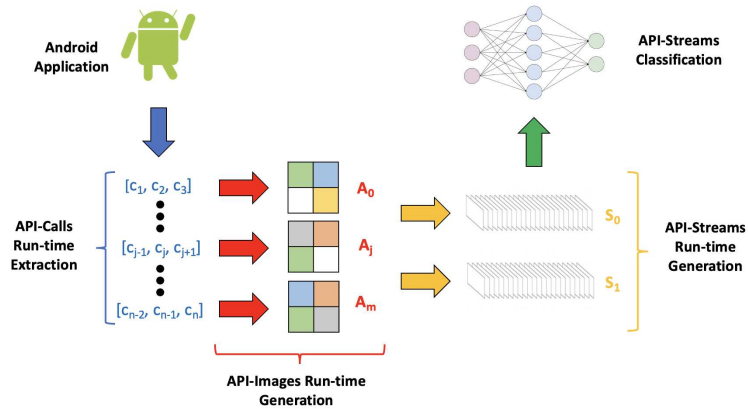 Android
Application
API-Streams
Classification
API-Calls
Run-time
Extraction
[c₁, c₂, c₃]
[cⱼ₋₁, cⱼ, cⱼ₊₁]
[cₙ₋₂, cₙ₋₁, cₙ]
A₀
Aⱼ
Aₘ
S₀
S₁
API-Streams
Run-time
Generation
API-Images Run-time
Generation